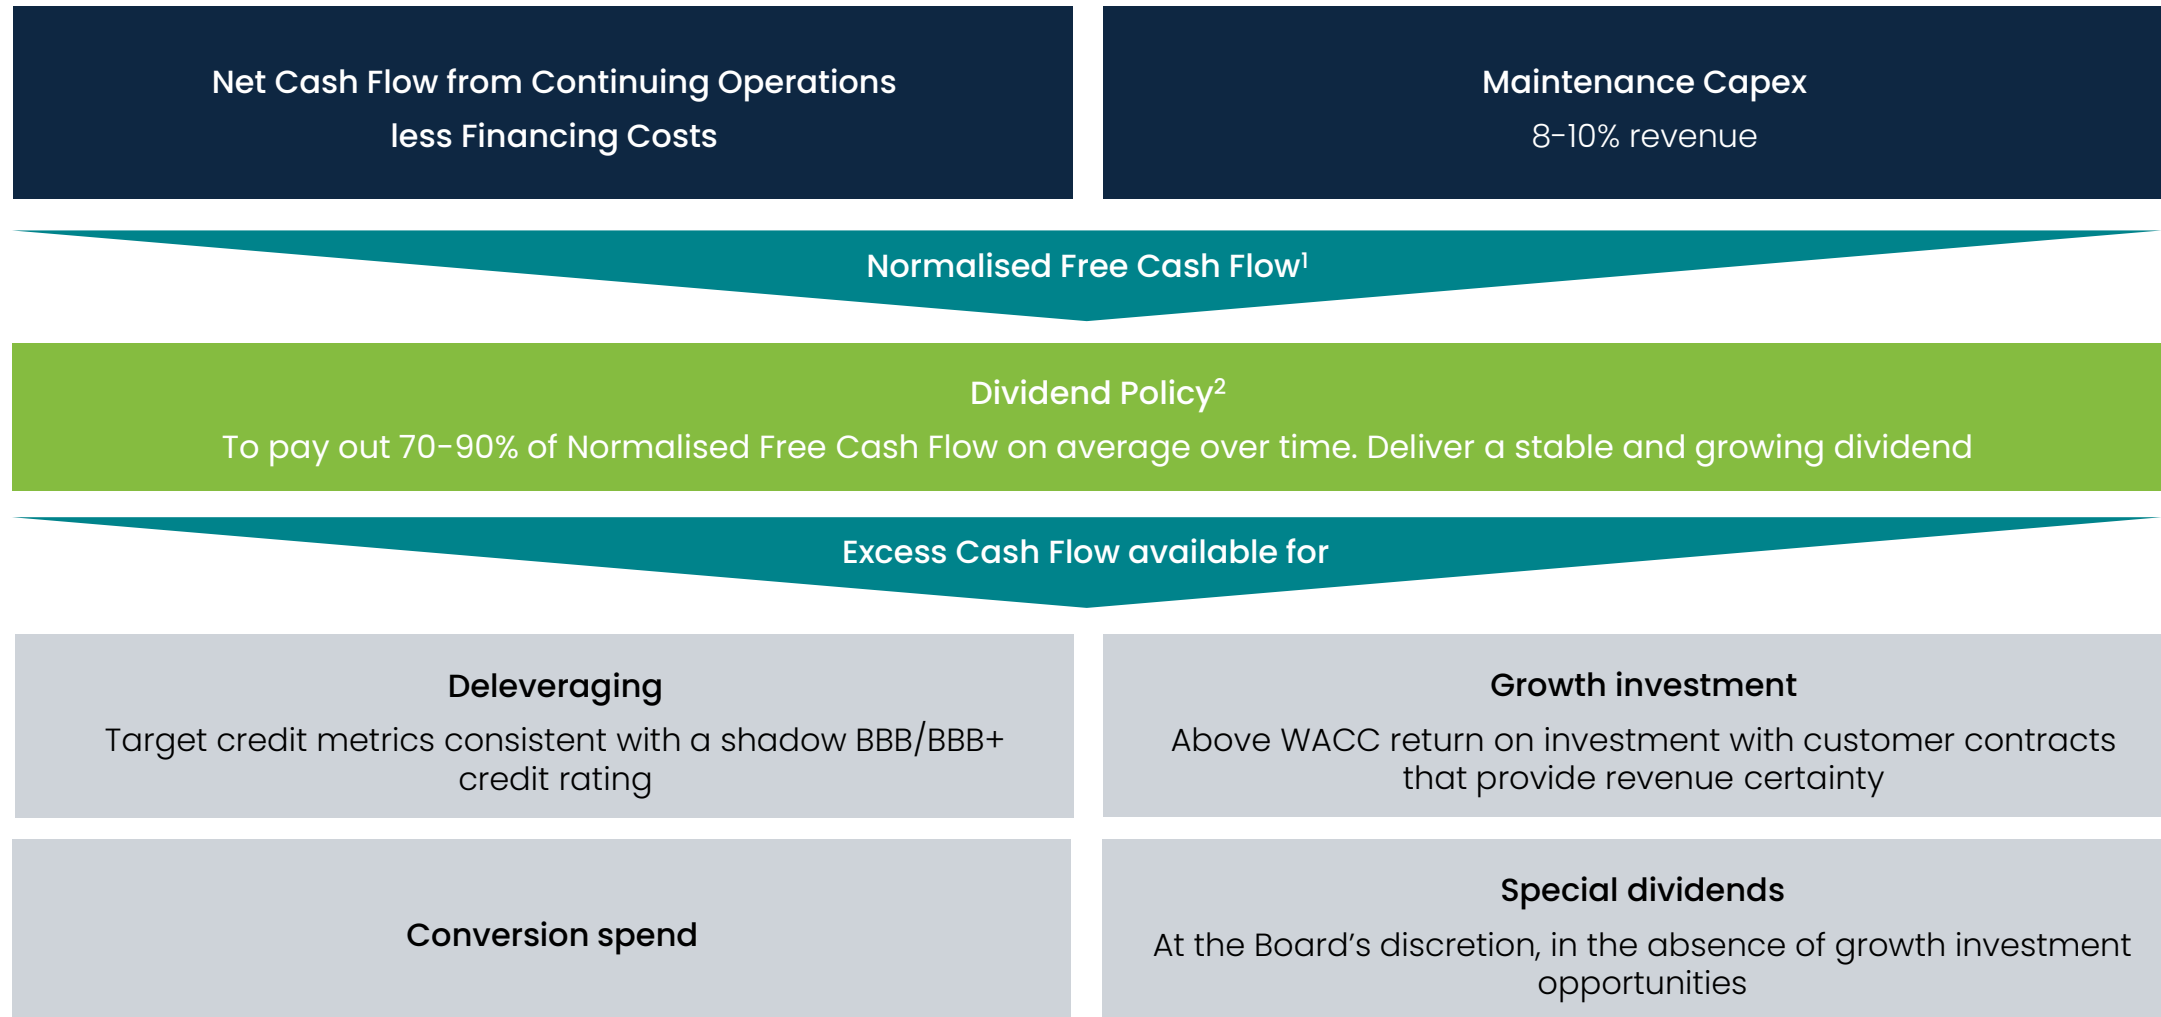 Net Cash Flow from Continuing Operations
less Financing Costs
Maintenance Capex
8-10% revenue
Normalised Free Cash Flow¹
Dividend Policy²
To pay out 70-90% of Normalised Free Cash Flow on average over time. Deliver a stable and growing dividend
Excess Cash Flow available for
Deleveraging
Target credit metrics consistent with a shadow BBB/BBB+
credit rating
Growth investment
Above WACC return on investment with customer contracts
that provide revenue certainty
Conversion spend
Special dividends
At the Board’s discretion, in the absence of growth investment
opportunities